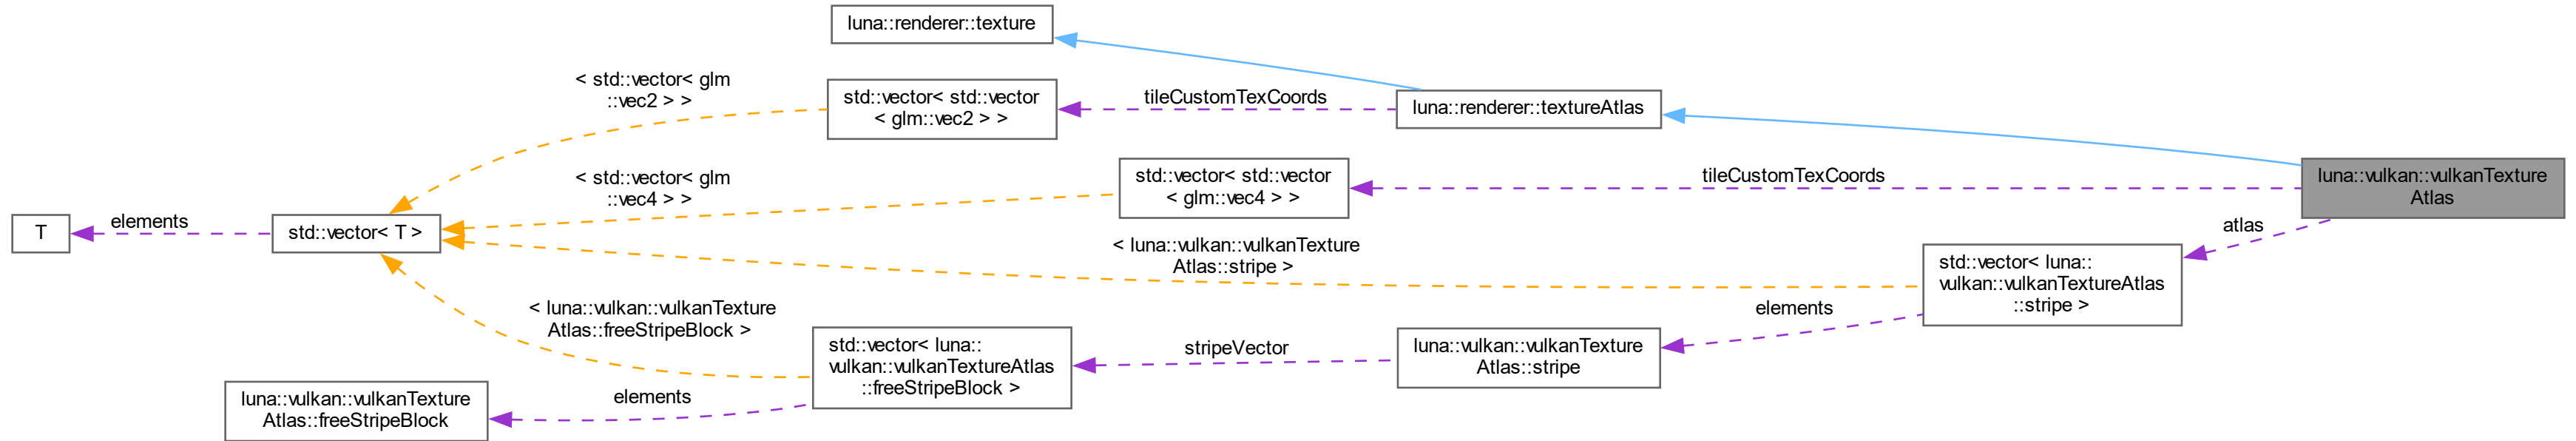 luna::renderer::texture
< std::vector< glm
::vec2 > >
std::vector< std::vector
< glm::vec2 > >
tileCustomTexCoords
luna::renderer::textureAtlas
< std::vector< glm
::vec4 > >
std::vector< std::vector
< glm::vec4 > >
tileCustomTexCoords
luna::vulkan::vulkanTexture
Atlas
T
elements
std::vector< T >
< luna::vulkan::vulkanTexture
Atlas::stripe >
atlas
std::vector< luna::
vulkan::vulkanTextureAtlas
::stripe >
< luna::vulkan::vulkanTexture
Atlas::freeStripeBlock >
std::vector< luna::
vulkan::vulkanTextureAtlas
::freeStripeBlock >
stripeVector
luna::vulkan::vulkanTexture
Atlas::stripe
elements
luna::vulkan::vulkanTexture
Atlas::freeStripeBlock
elements